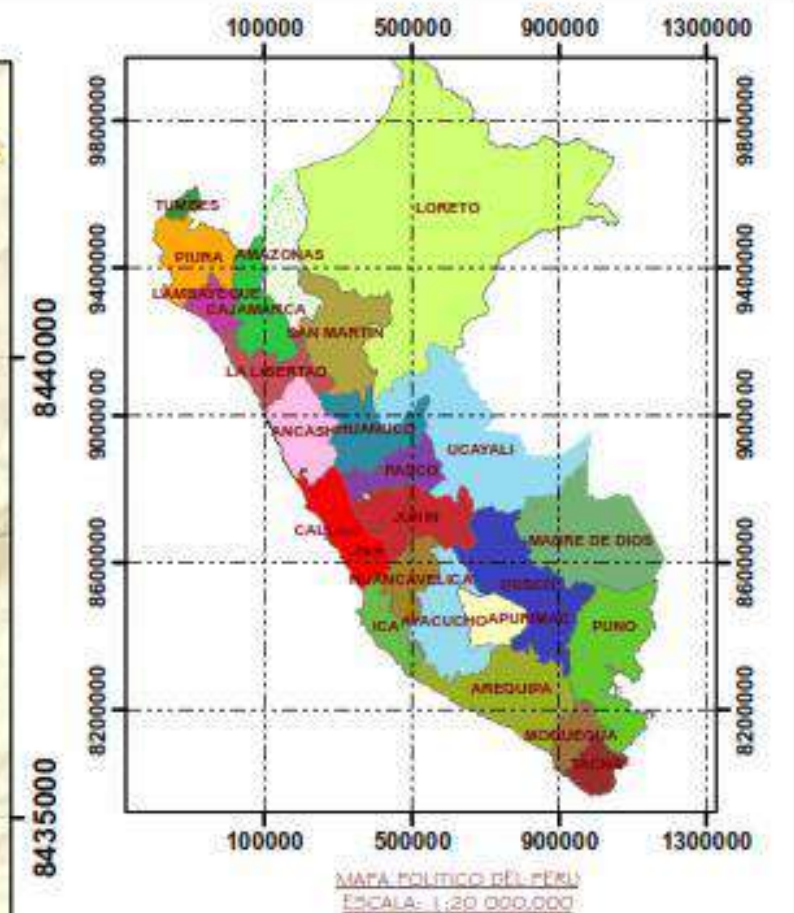 100000 500000 900000 1300000
9800000 9800000
TUMBES
LORETO
PIURA AMAZONAS
9400000 9400000
LAMBAYEQUE
CAJAMARCA
SAN MARTIN
8440000
LA LIBERTAD
9000000 9000000
ANCASH HUANUCO
UCAYALI
PASCO
JUNIN
MADRE DE DIOS
LIMA
8600000 8600000
HUANCAVELICA CUSCO
ICA AYACUCHO APURIMAC PUNO
AREQUIPA
8200000 8200000
MOQUEGUA
TACNA
8435000
100000 500000 900000 1300000
MAPA POLITICO DEL PERU
ESCALA: 1:20 000,000